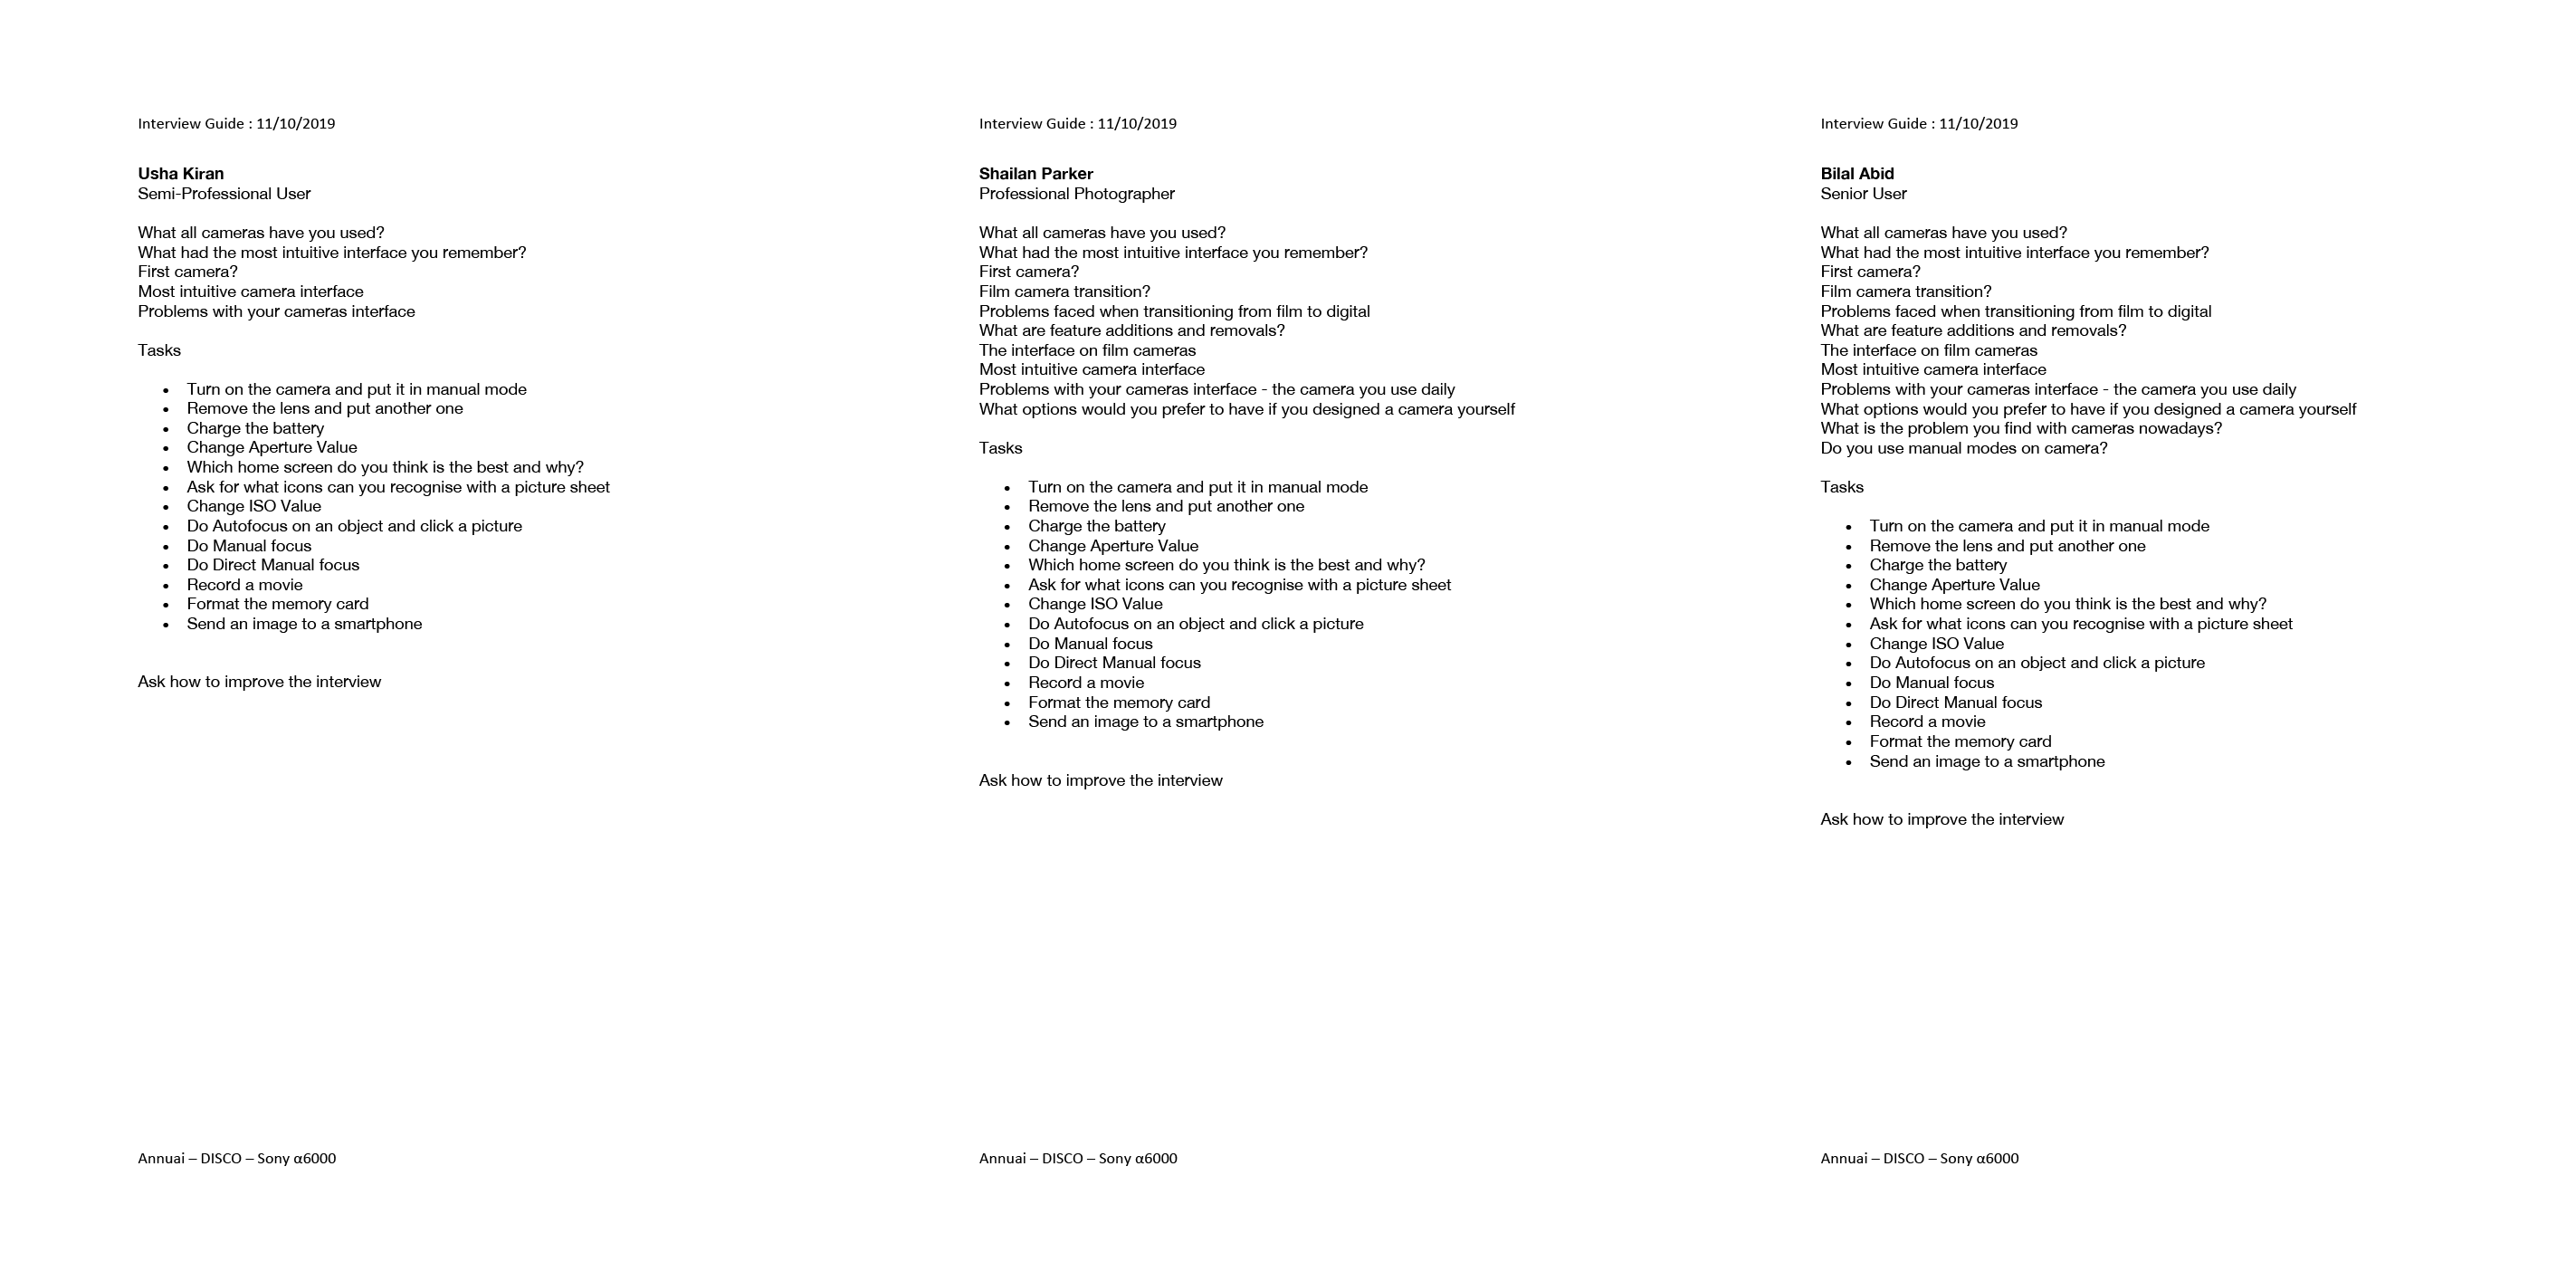 Interview Guide : 11/10/2019
Usha Kiran
Semi-Professional User
What all cameras have you used?
What had the most intuitive interface you remember?
First camera?
Most intuitive camera interface
Problems with your cameras interface
Tasks
• Turn on the camera and put it in manual mode
• Remove the lens and put another one
• Charge the battery
• Change Aperture Value
• Which home screen do you think is the best and why?
• Ask for what icons can you recognise with a picture sheet
• Change ISO Value
• Do Autofocus on an object and click a picture
• Do Manual focus
• Do Direct Manual focus
• Record a movie
• Format the memory card
• Send an image to a smartphone
Ask how to improve the interview
Annuai – DISCO – Sony α6000
Interview Guide : 11/10/2019
Shailan Parker
Professional Photographer
What all cameras have you used?
What had the most intuitive interface you remember?
First camera?
Film camera transition?
Problems faced when transitioning from film to digital
What are feature additions and removals?
The interface on film cameras
Most intuitive camera interface
Problems with your cameras interface - the camera you use daily
What options would you prefer to have if you designed a camera yourself
Tasks
• Turn on the camera and put it in manual mode
• Remove the lens and put another one
• Charge the battery
• Change Aperture Value
• Which home screen do you think is the best and why?
• Ask for what icons can you recognise with a picture sheet
• Change ISO Value
• Do Autofocus on an object and click a picture
• Do Manual focus
• Do Direct Manual focus
• Record a movie
• Format the memory card
• Send an image to a smartphone
Ask how to improve the interview
Annuai – DISCO – Sony α6000
Interview Guide : 11/10/2019
Bilal Abid
Senior User
What all cameras have you used?
What had the most intuitive interface you remember?
First camera?
Film camera transition?
Problems faced when transitioning from film to digital
What are feature additions and removals?
The interface on film cameras
Most intuitive camera interface
Problems with your cameras interface - the camera you use daily
What options would you prefer to have if you designed a camera yourself
What is the problem you find with cameras nowadays?
Do you use manual modes on camera?
Tasks
• Turn on the camera and put it in manual mode
• Remove the lens and put another one
• Charge the battery
• Change Aperture Value
• Which home screen do you think is the best and why?
• Ask for what icons can you recognise with a picture sheet
• Change ISO Value
• Do Autofocus on an object and click a picture
• Do Manual focus
• Do Direct Manual focus
• Record a movie
• Format the memory card
• Send an image to a smartphone
Ask how to improve the interview
Annuai – DISCO – Sony α6000